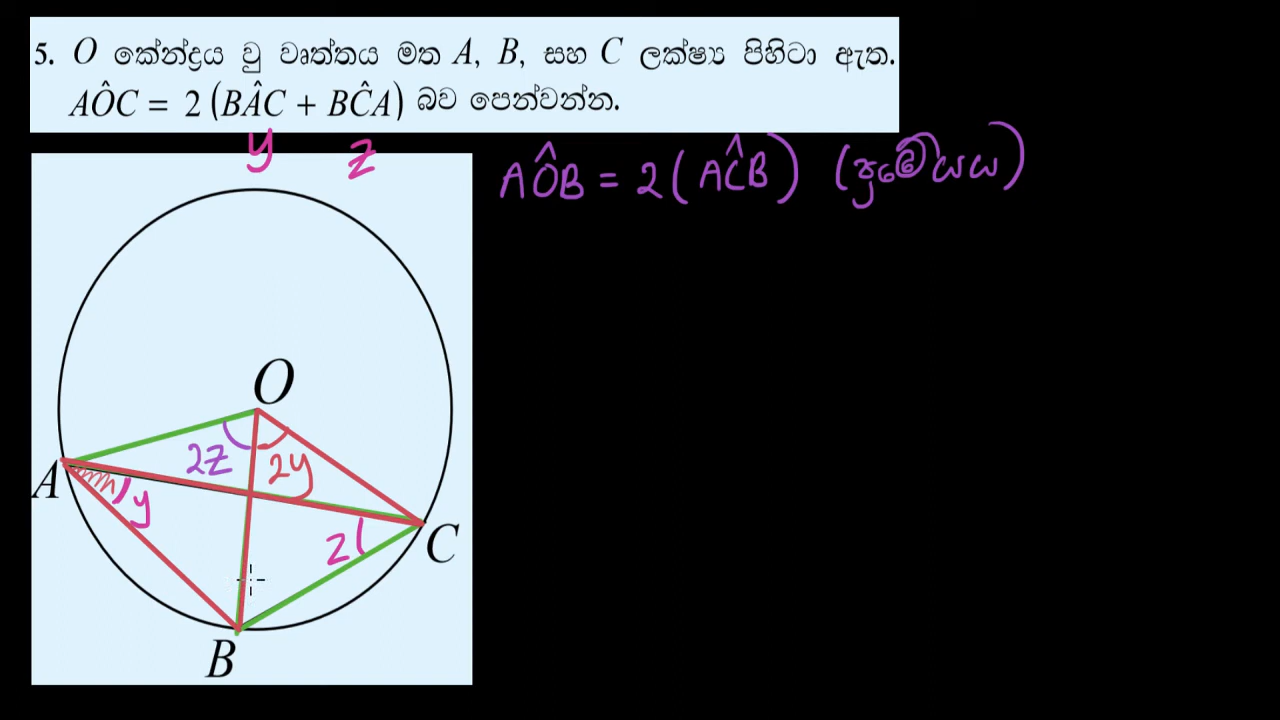 5. O කේන්ද්‍රය වූ වෘත්තය මත A, B, සහ C ලක්ෂ්‍ය පිහිටා ඇත.
AÔC = 2 (BÂC + BĈA) බව පෙන්වන්න.
y z
AÔB = 2 (AĈB) (ප්‍රමේයය)
O
2z 2y
A y
z C
B